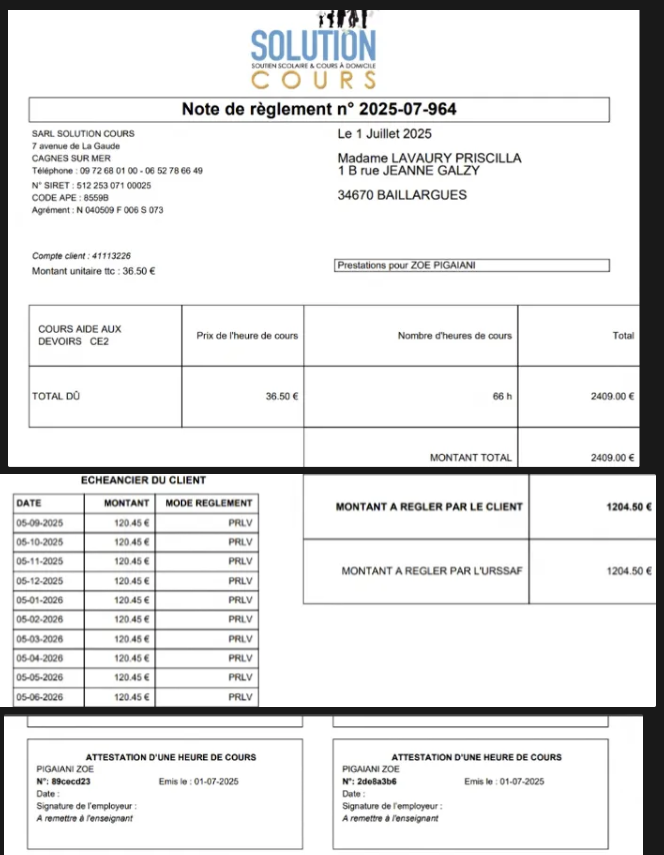 SOLUTION
SOUTIEN SCOLAIRE & COURS À DOMICILE
COURS
Note de règlement n° 2025-07-964
SARL SOLUTION COURS
7 avenue de La Gaude
CAGNES SUR MER
Téléphone : 09 72 68 01 00 - 06 52 78 66 49
N° SIRET : 512 253 071 00025
CODE APE : 8559B
Agrément : N 040509 F 006 S 073
Le 1 Juillet 2025
Madame LAVAURY PRISCILLA
1 B rue JEANNE GALZY
34670 BAILLARGUES
Compte client : 41113226
Montant unitaire ttc : 36.50 €
Prestations pour ZOE PIGAIANI
COURS AIDE AUX
DEVOIRS CE2
Prix de l'heure de cours
Nombre d'heures de cours
Total
TOTAL DÛ
36.50 €
66 h
2409.00 €
MONTANT TOTAL
2409.00 €
ECHEANCIER DU CLIENT
DATE MONTANT MODE REGLEMENT
05-09-2025 120.45 € PRLV
05-10-2025 120.45 € PRLV
05-11-2025 120.45 € PRLV
05-12-2025 120.45 € PRLV
05-01-2026 120.45 € PRLV
05-02-2026 120.45 € PRLV
05-03-2026 120.45 € PRLV
05-04-2026 120.45 € PRLV
05-05-2026 120.45 € PRLV
05-06-2026 120.45 € PRLV
MONTANT A REGLER PAR LE CLIENT 1204.50 €
MONTANT A REGLER PAR L'URSSAF 1204.50 €
ATTESTATION D'UNE HEURE DE COURS
PIGAIANI ZOE
N°: 89cecd23 Emis le : 01-07-2025
Date :
Signature de l'employeur :
A remettre à l'enseignant
ATTESTATION D'UNE HEURE DE COURS
PIGAIANI ZOE
N°: 2de8a3b6 Emis le : 01-07-2025
Date :
Signature de l'employeur :
A remettre à l'enseignant